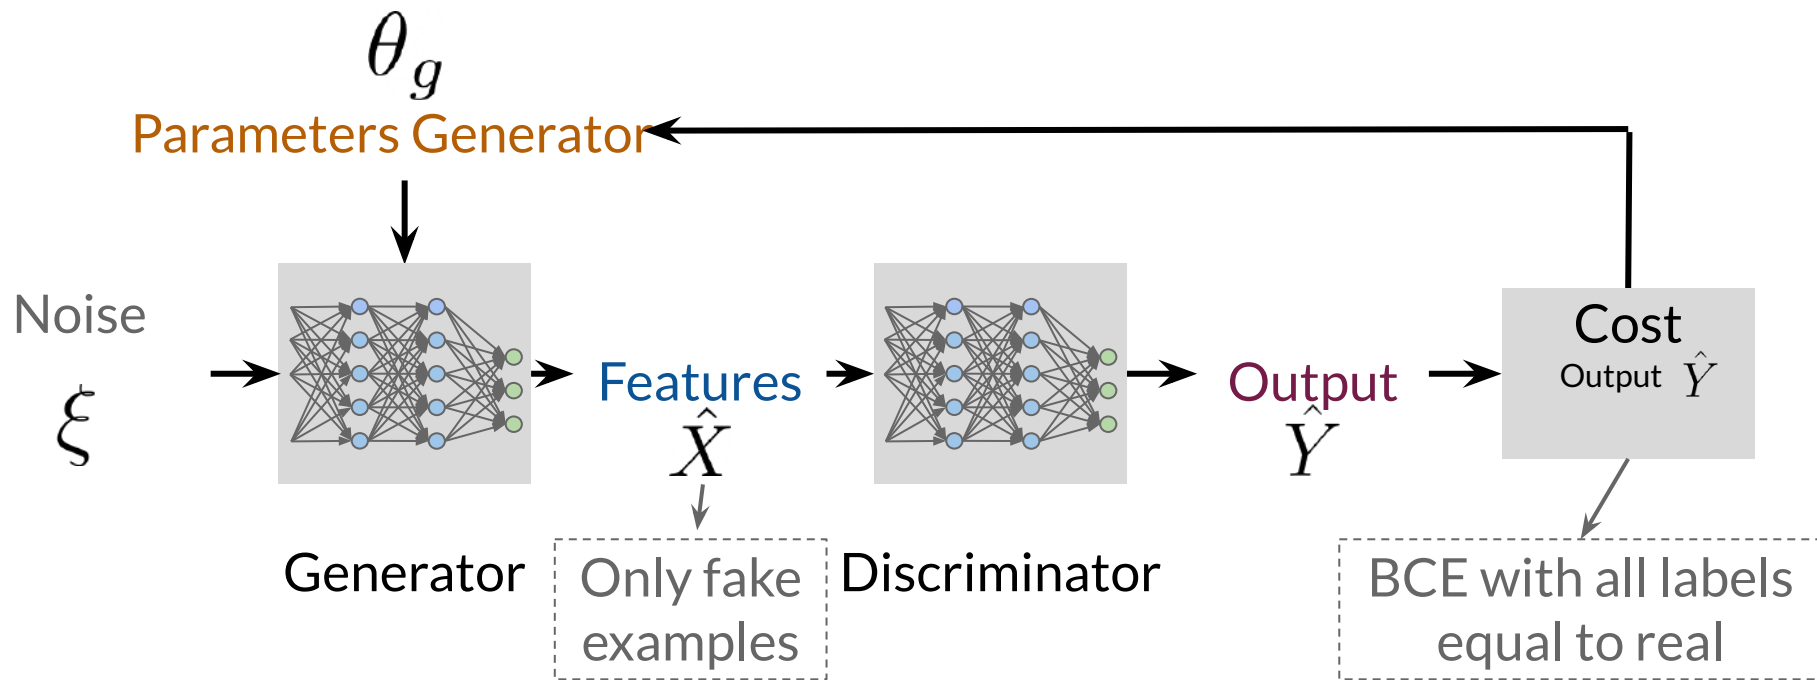 θ_g
Parameters Generator
Noise
ξ
Generator
Features
X̂
Only fake
examples
Discriminator
Output
Ŷ
Cost
Output Ŷ
BCE with all labels
equal to real